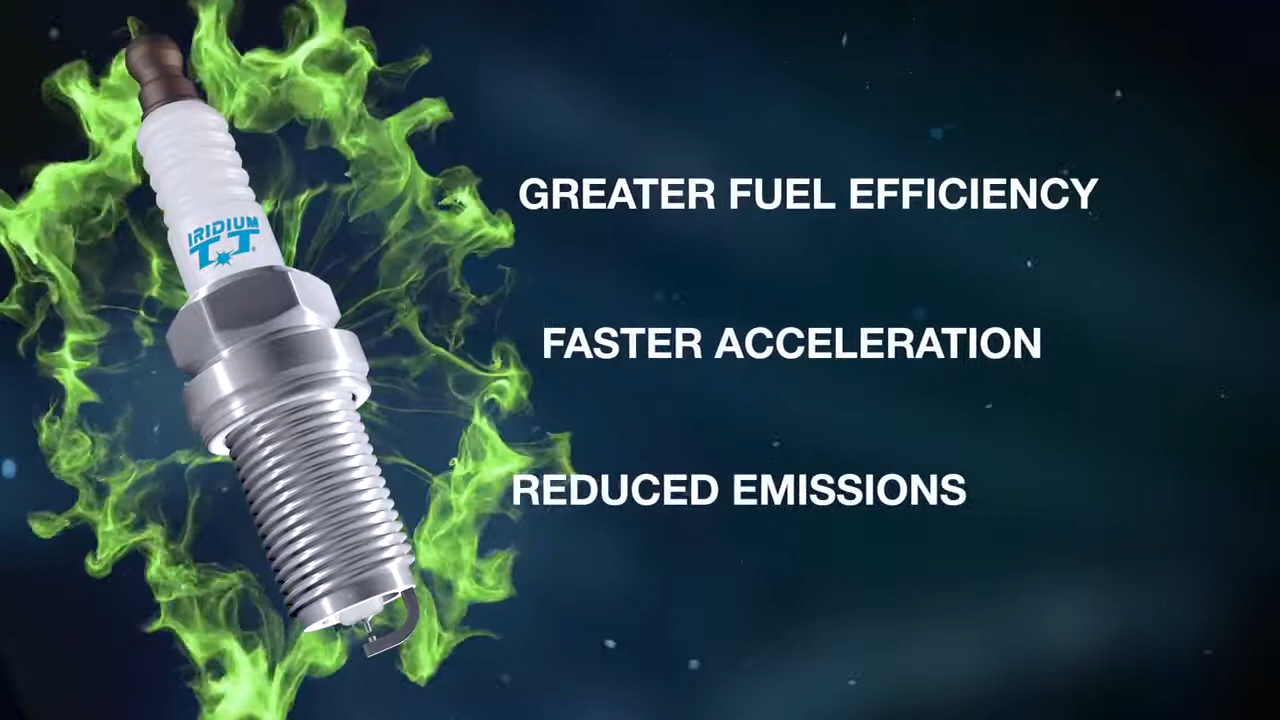 IRIDIUM
TT®
GREATER FUEL EFFICIENCY
FASTER ACCELERATION
REDUCED EMISSIONS